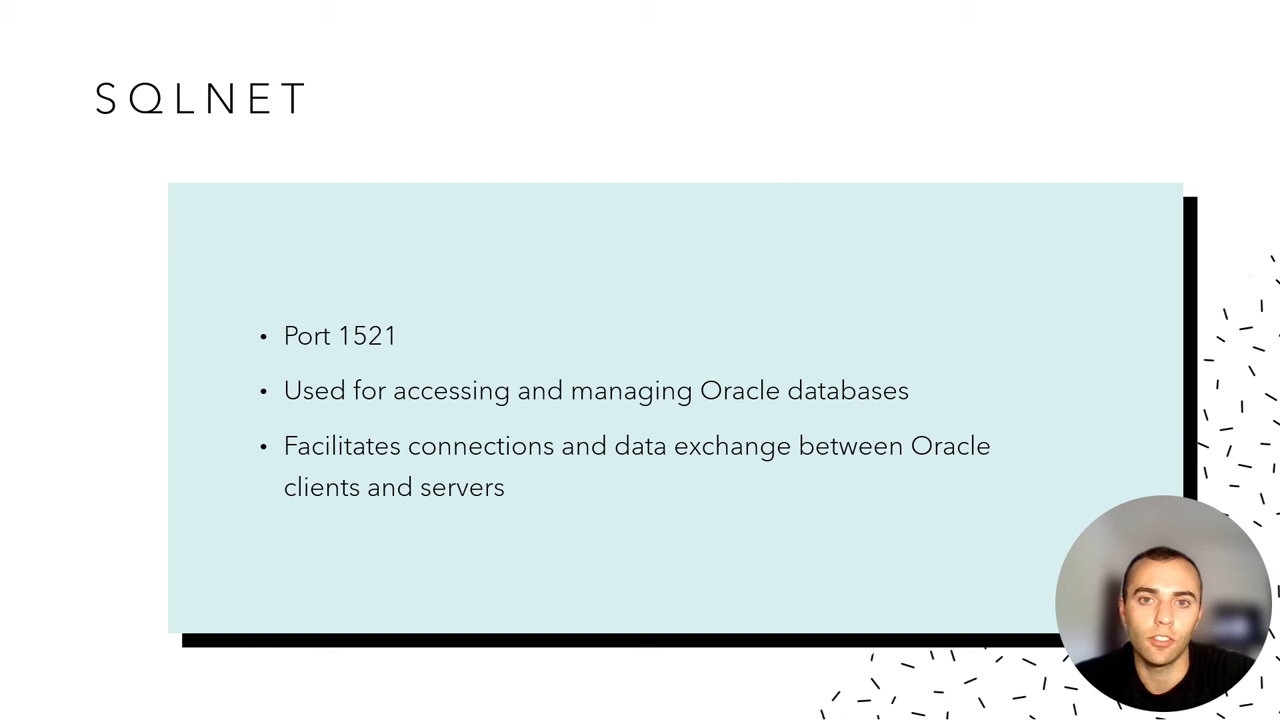 SQLNET
• Port 1521
• Used for accessing and managing Oracle databases
• Facilitates connections and data exchange between Oracle
clients and servers